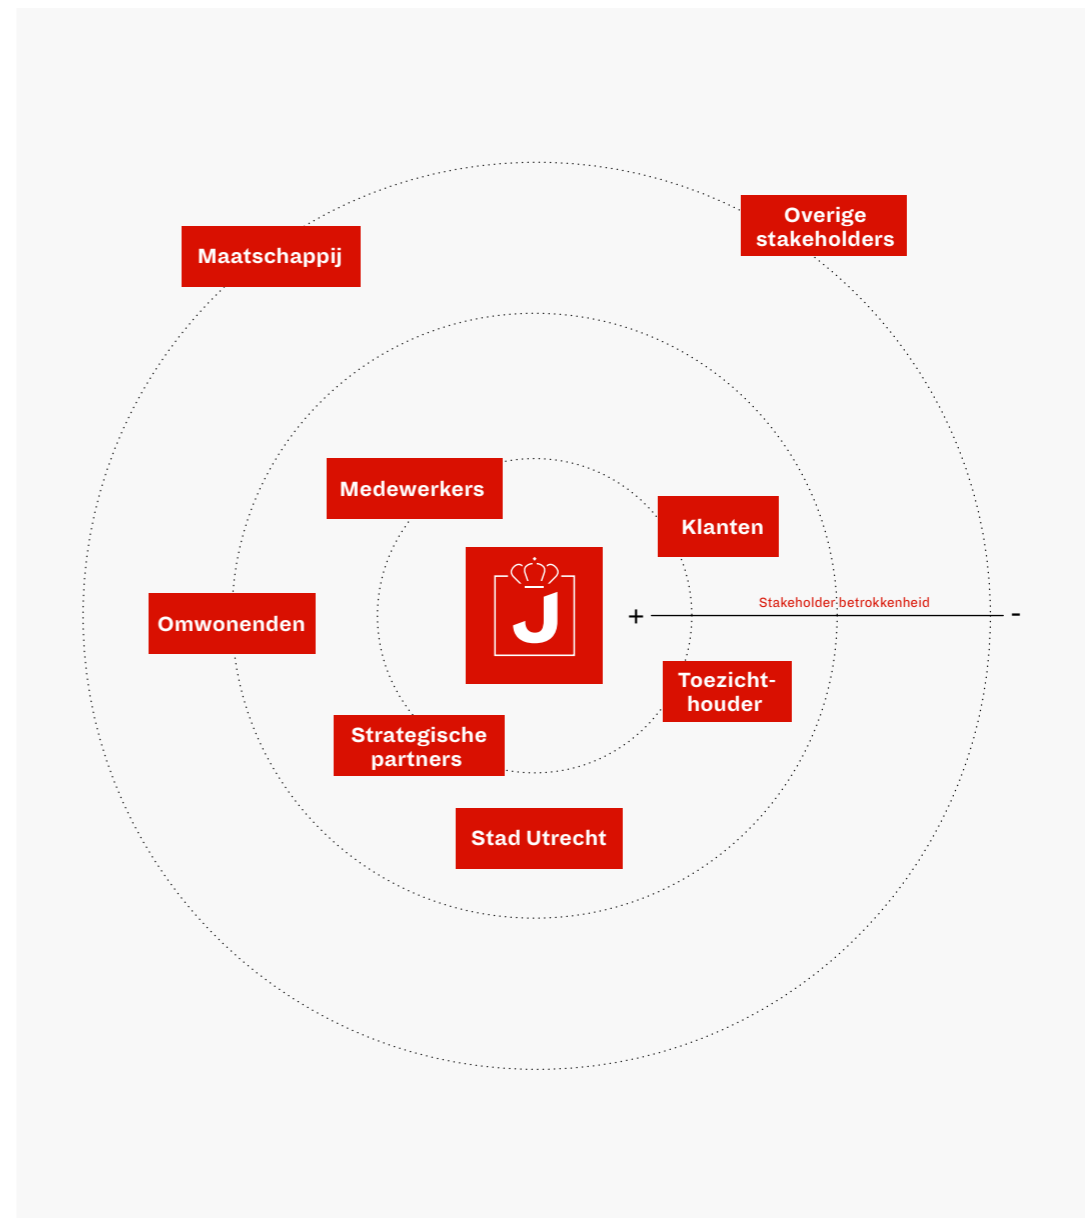 Overige
stakeholders
Maatschappij
Medewerkers
Klanten
J
Stakeholder betrokkenheid
+
-
Omwonenden
Toezicht-
houder
Strategische
partners
Stad Utrecht